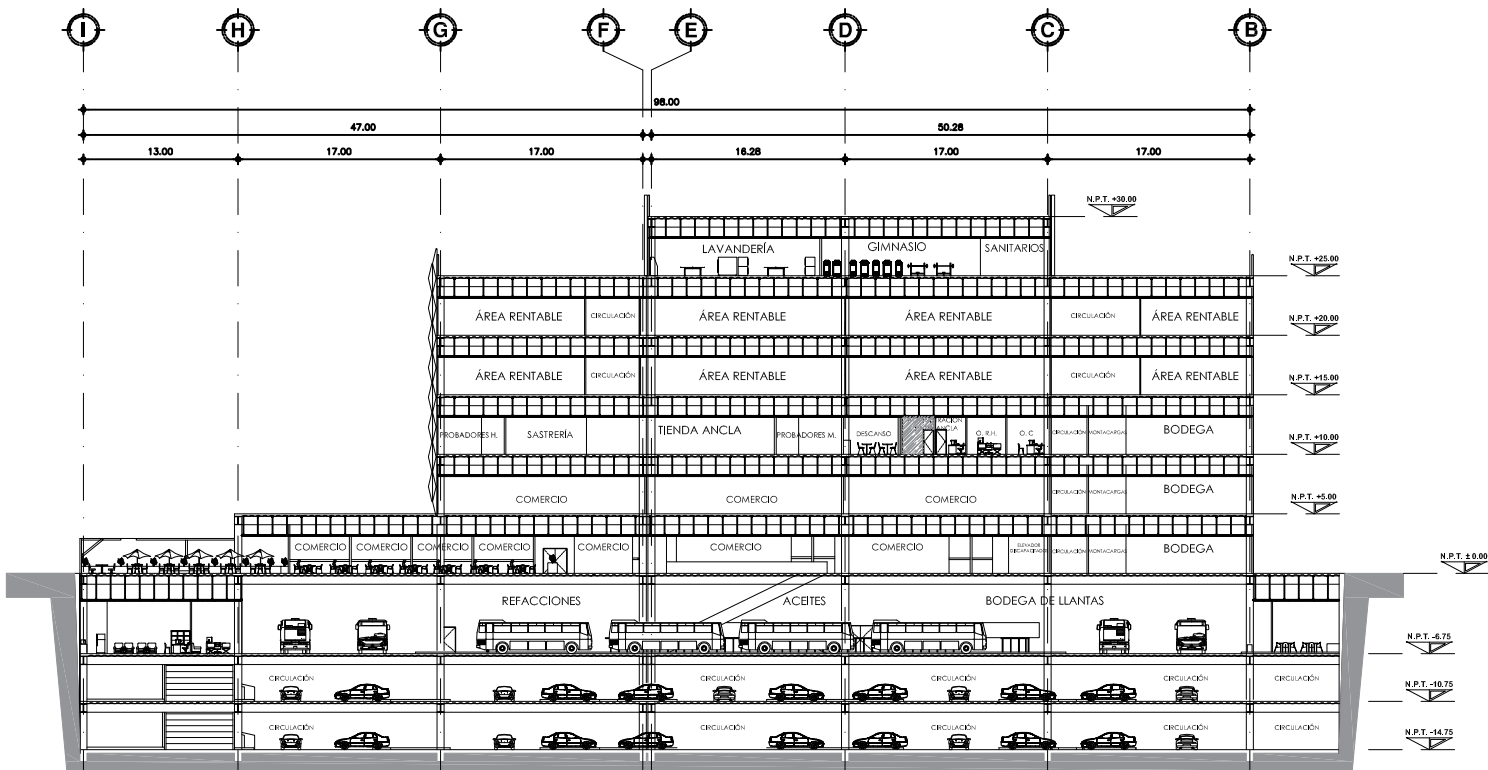 I H G F E D C B
98.00
47.00 50.28
13.00 17.00 17.00 16.28 17.00 17.00
N.P.T. +30.00
LAVANDERÍA GIMNASIO SANITARIOS
N.P.T. +25.00
ÁREA RENTABLE CIRCULACIÓN ÁREA RENTABLE ÁREA RENTABLE CIRCULACIÓN ÁREA RENTABLE
N.P.T. +20.00
ÁREA RENTABLE CIRCULACIÓN ÁREA RENTABLE ÁREA RENTABLE CIRCULACIÓN ÁREA RENTABLE
N.P.T. +15.00
PROBADORES H. SASTRERÍA TIENDA ANCLA PROBADORES M. DESCANSO ANCLA O. R.H. O. C CIRCULACIÓN MONTACARGAS BODEGA
N.P.T. +10.00
COMERCIO COMERCIO COMERCIO CIRCULACIÓN MONTACARGAS BODEGA
N.P.T. +5.00
COMERCIO COMERCIO COMERCIO COMERCIO COMERCIO COMERCIO COMERCIO ELEVADOR DISCAPACITADOS CIRCULACIÓN MONTACARGAS BODEGA
N.P.T. ± 0.00
REFACCIONES ACEITES BODEGA DE LLANTAS
N.P.T. -6.75
CIRCULACIÓN CIRCULACIÓN CIRCULACIÓN CIRCULACIÓN CIRCULACIÓN
N.P.T. -10.75
CIRCULACIÓN CIRCULACIÓN CIRCULACIÓN CIRCULACIÓN CIRCULACIÓN
N.P.T. -14.75